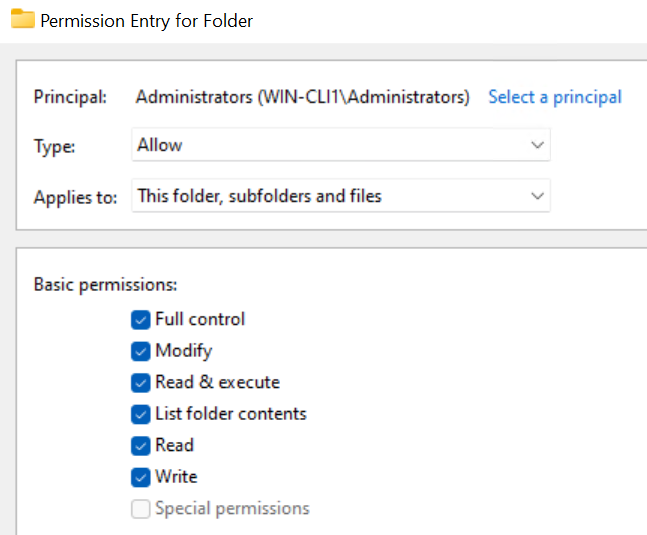 Permission Entry for Folder
Principal: Administrators (WIN-CLI1\Administrators) Select a principal
Type: Allow
Applies to: This folder, subfolders and files
Basic permissions:
Full control
Modify
Read & execute
List folder contents
Read
Write
Special permissions